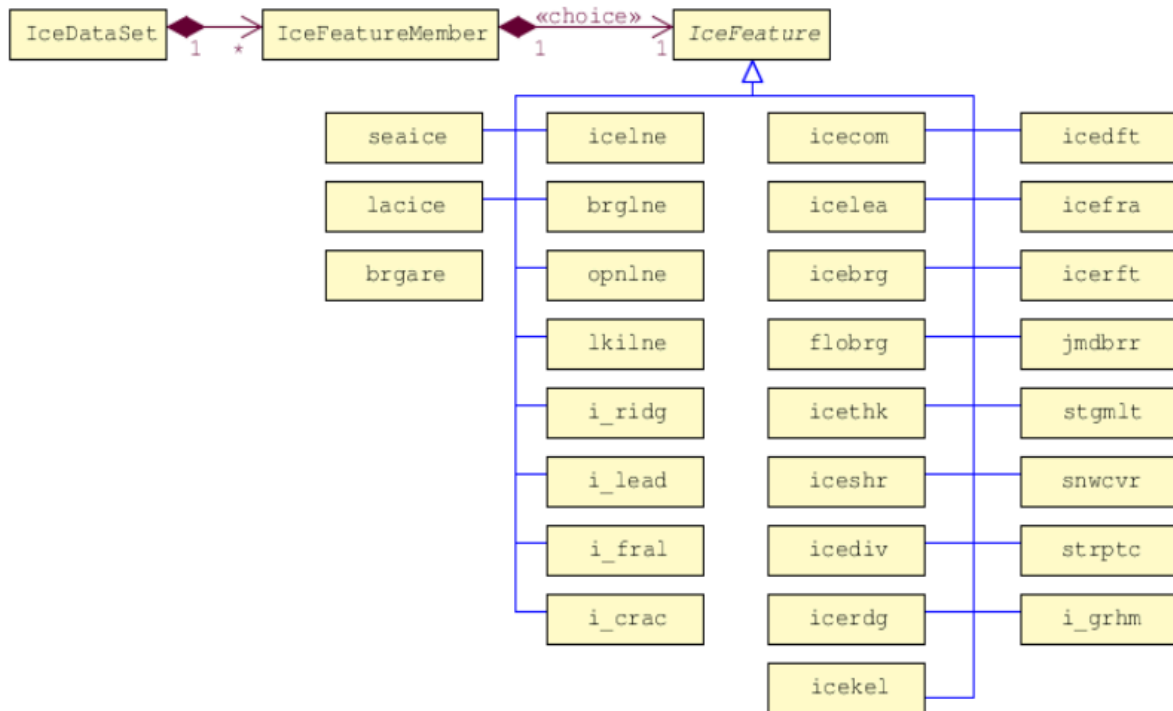 IceDataSet 1 * IceFeatureMember «choice» 1 1 IceFeature
seaice icelne icecom icedft
lacice brglne icelea icefra
brgare opnlne icebrg icerft
lkilne flobrg jmdbrr
i_ridg icethk stgmlt
i_lead iceshr snwcvr
i_fral icediv strptc
i_crac icerdg i_grhm
icekel